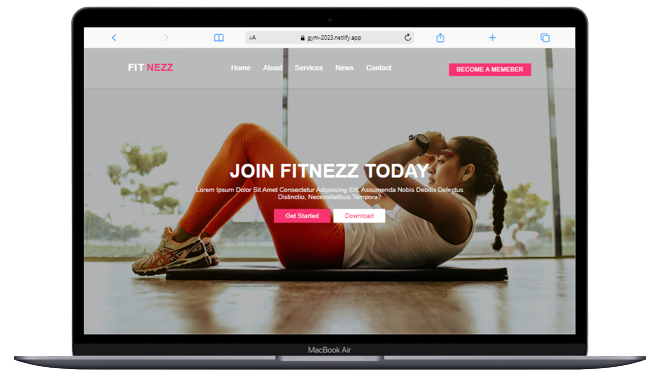 AA gym-2023.netlify.app
FIT NEZZ Home About Services News Contact BECOME A MEMEBER
JOIN FITNEZZ TODAY
Lorem Ipsum Dolor Sit Amet Consectetur Adipisicing Elit. Assumenda Nobis Debitis Delectus
Distinctio, Necessitatibus Tempora?
Get Started Download
MacBook Air